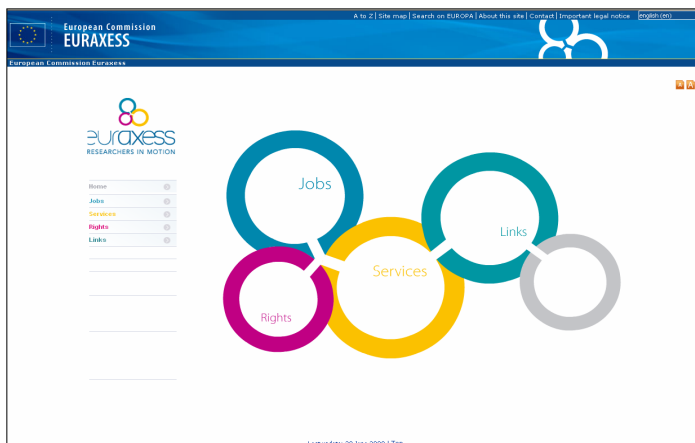 A to Z | Site map | Search on EUROPA | About this site | Contact | Important legal notice english (en)
European Commission
EURAXESS
European Commission Euraxess
A A
euraxess
RESEARCHERS IN MOTION
Home
Jobs
Services
Rights
Links
Jobs
Links
Services
Rights